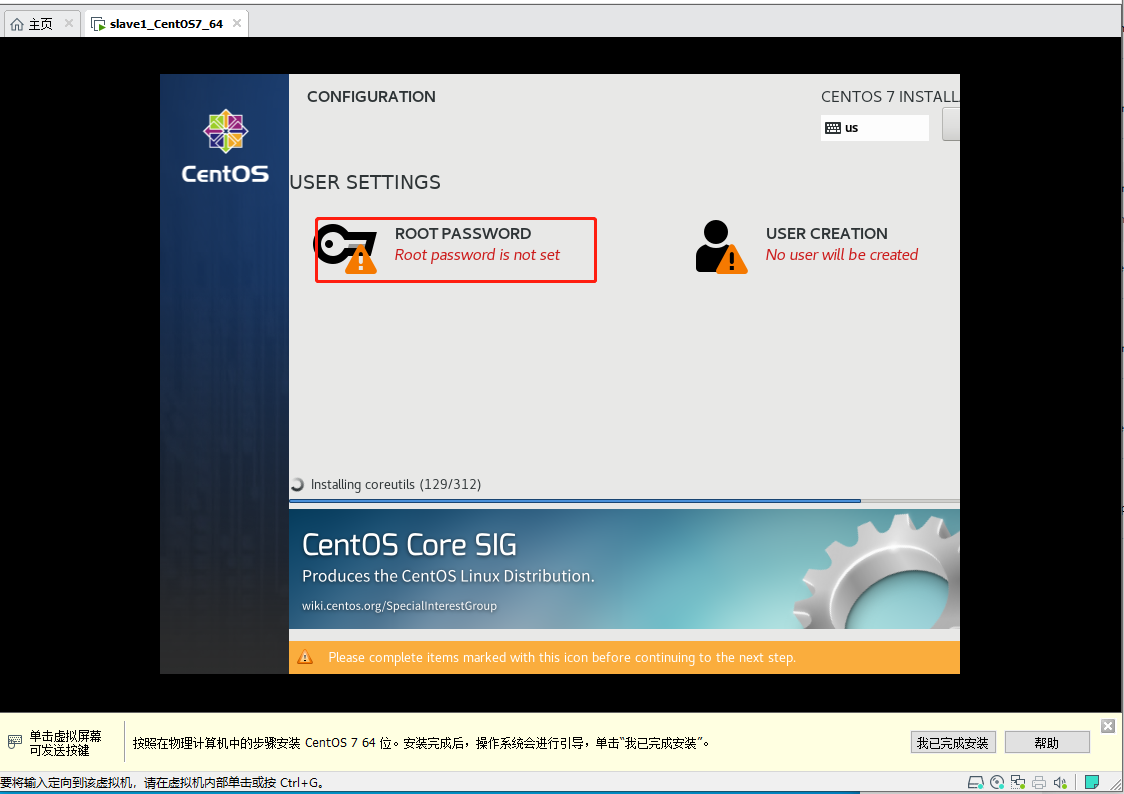 主页
slave1_CentOS7_64
CentOS
CONFIGURATION
CENTOS 7 INSTALL
us
USER SETTINGS
ROOT PASSWORD
Root password is not set
USER CREATION
No user will be created
Installing coreutils (129/312)
CentOS Core SIG
Produces the CentOS Linux Distribution.
wiki.centos.org/SpecialInterestGroup
Please complete items marked with this icon before continuing to the next step.
单击虚拟屏幕
可发送按键
按照在物理计算机中的步骤安装 CentOS 7 64 位。安装完成后，操作系统会进行引导，单击“我已完成安装”。
我已完成安装
帮助
要将输入定向到该虚拟机，请在虚拟机内部单击或按 Ctrl+G。